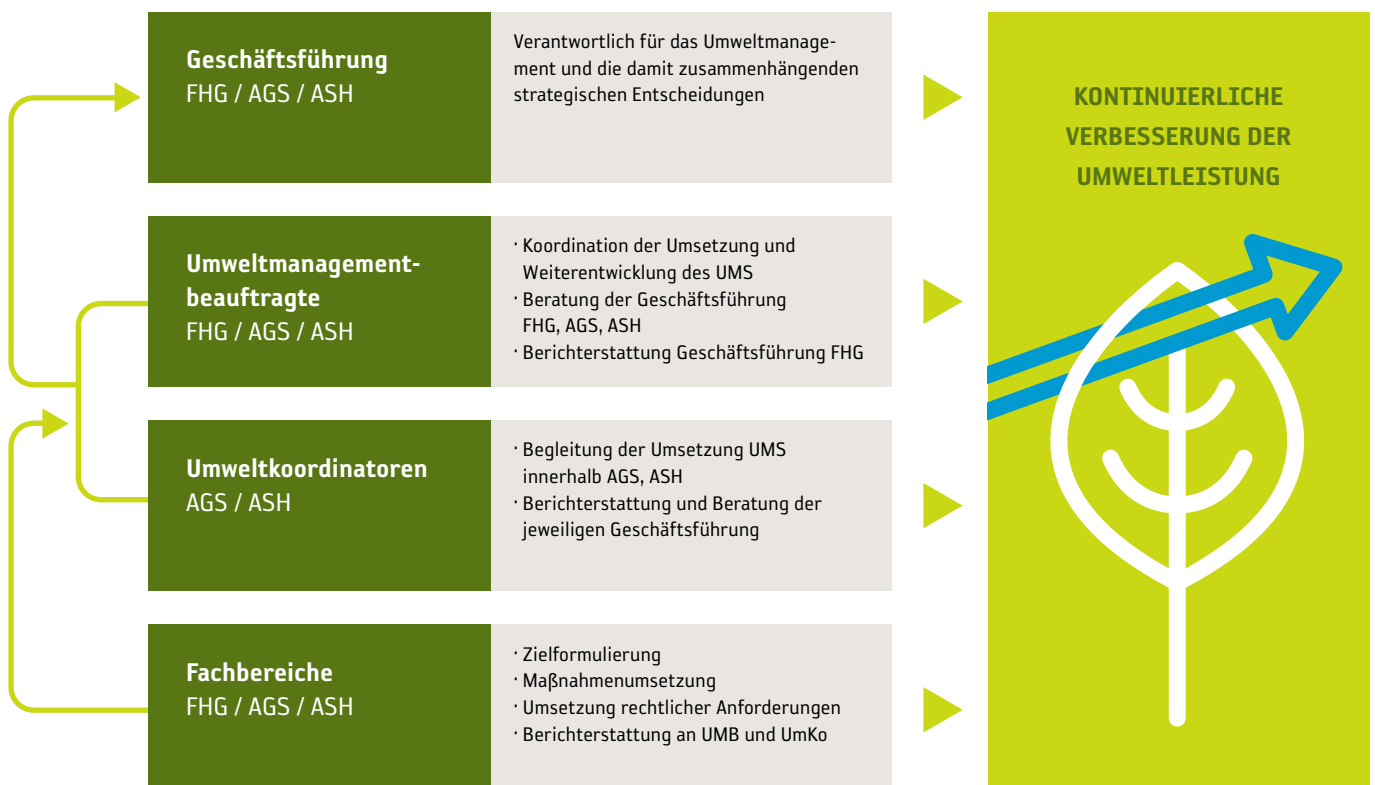 Geschäftsführung
FHG / AGS / ASH
Verantwortlich für das Umweltmanage-
ment und die damit zusammenhängenden
strategischen Entscheidungen
Umweltmanagement-
beauftragte
FHG / AGS / ASH
· Koordination der Umsetzung und
Weiterentwicklung des UMS
· Beratung der Geschäftsführung
FHG, AGS, ASH
· Berichterstattung Geschäftsführung FHG
Umweltkoordinatoren
AGS / ASH
· Begleitung der Umsetzung UMS
innerhalb AGS, ASH
· Berichterstattung und Beratung der
jeweiligen Geschäftsführung
Fachbereiche
FHG / AGS / ASH
· Zielformulierung
· Maßnahmenumsetzung
· Umsetzung rechtlicher Anforderungen
· Berichterstattung an UMB und UmKo
KONTINUIERLICHE
VERBESSERUNG DER
UMWELTLEISTUNG